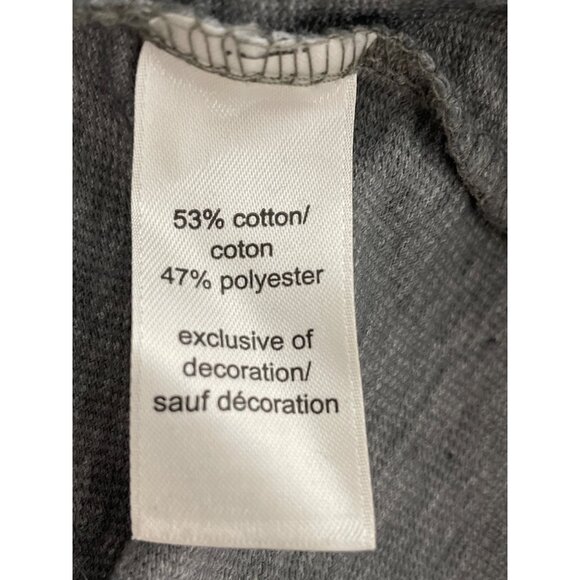 53% cotton/
coton
47% polyester
exclusive of
decoration/
sauf décoration